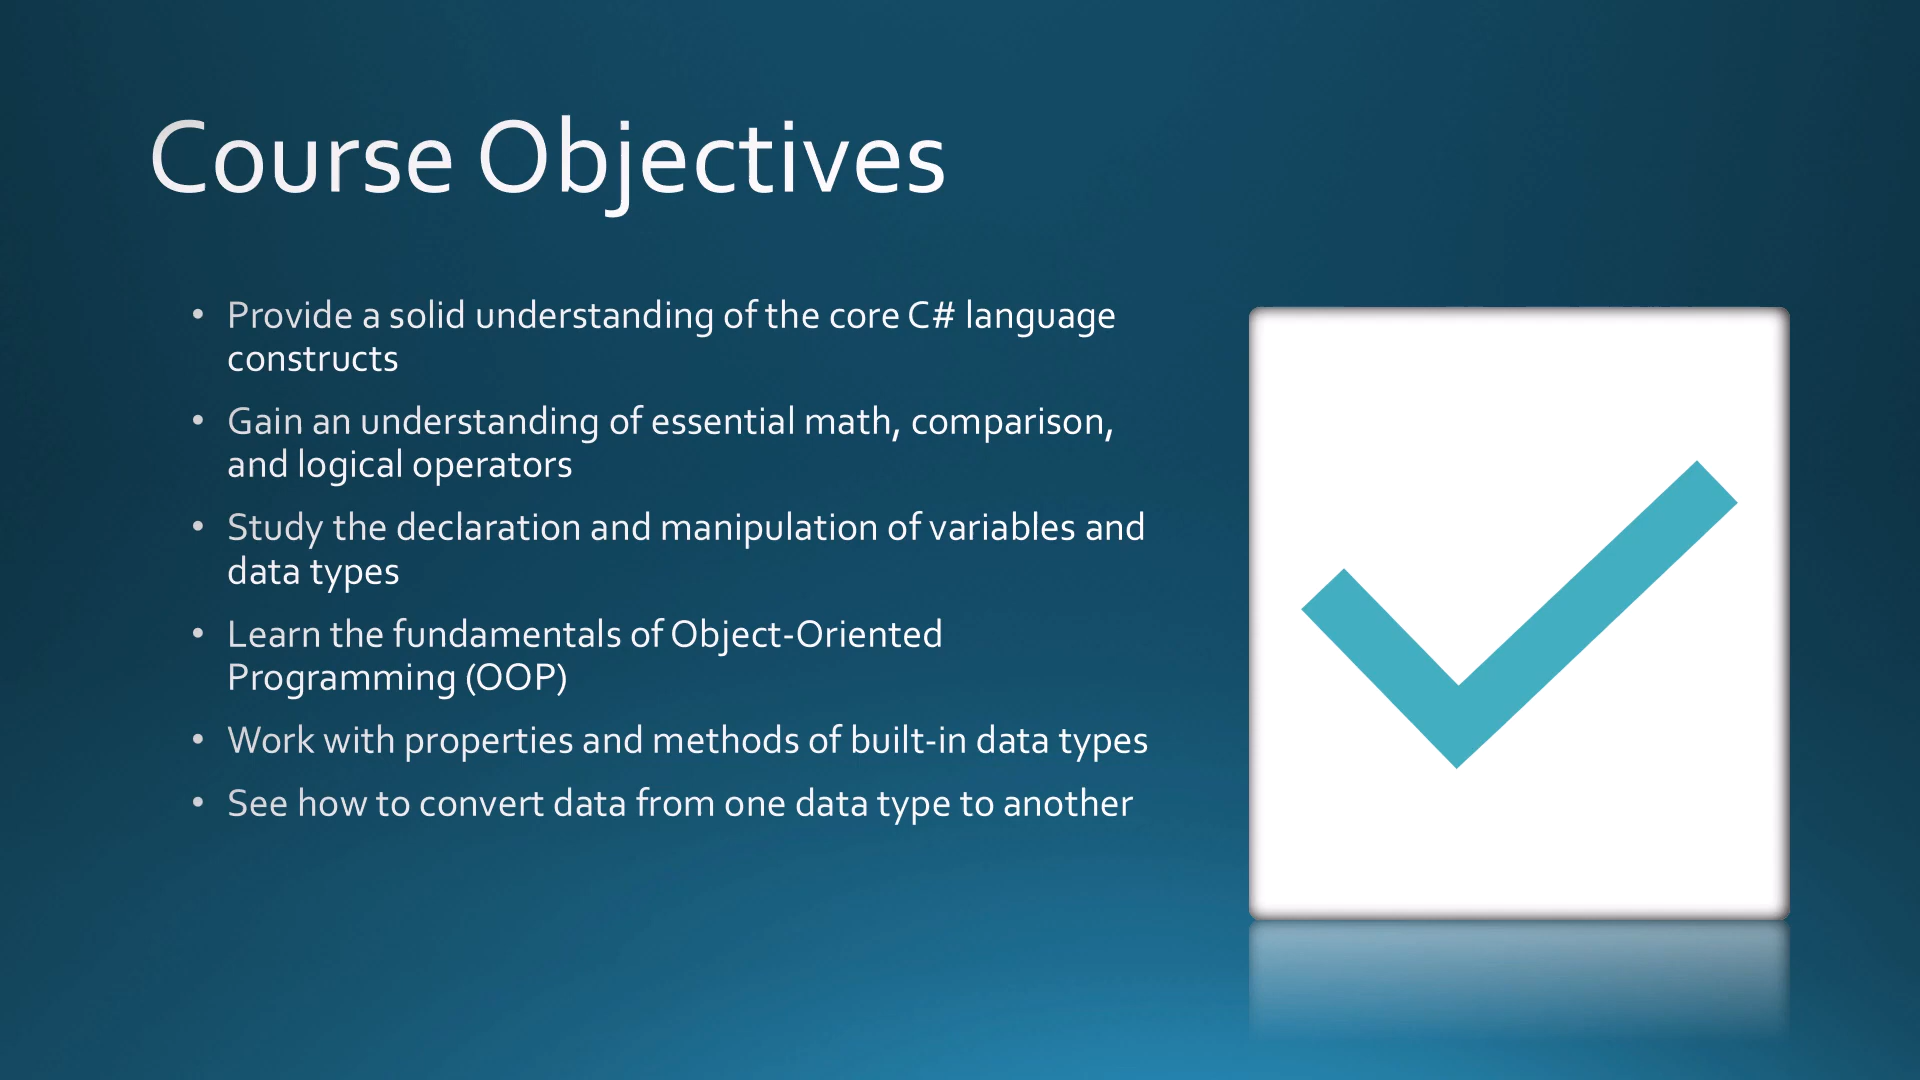 Course Objectives
• Provide a solid understanding of the core C# language
constructs
• Gain an understanding of essential math, comparison,
and logical operators
• Study the declaration and manipulation of variables and
data types
• Learn the fundamentals of Object-Oriented
Programming (OOP)
• Work with properties and methods of built-in data types
• See how to convert data from one data type to another